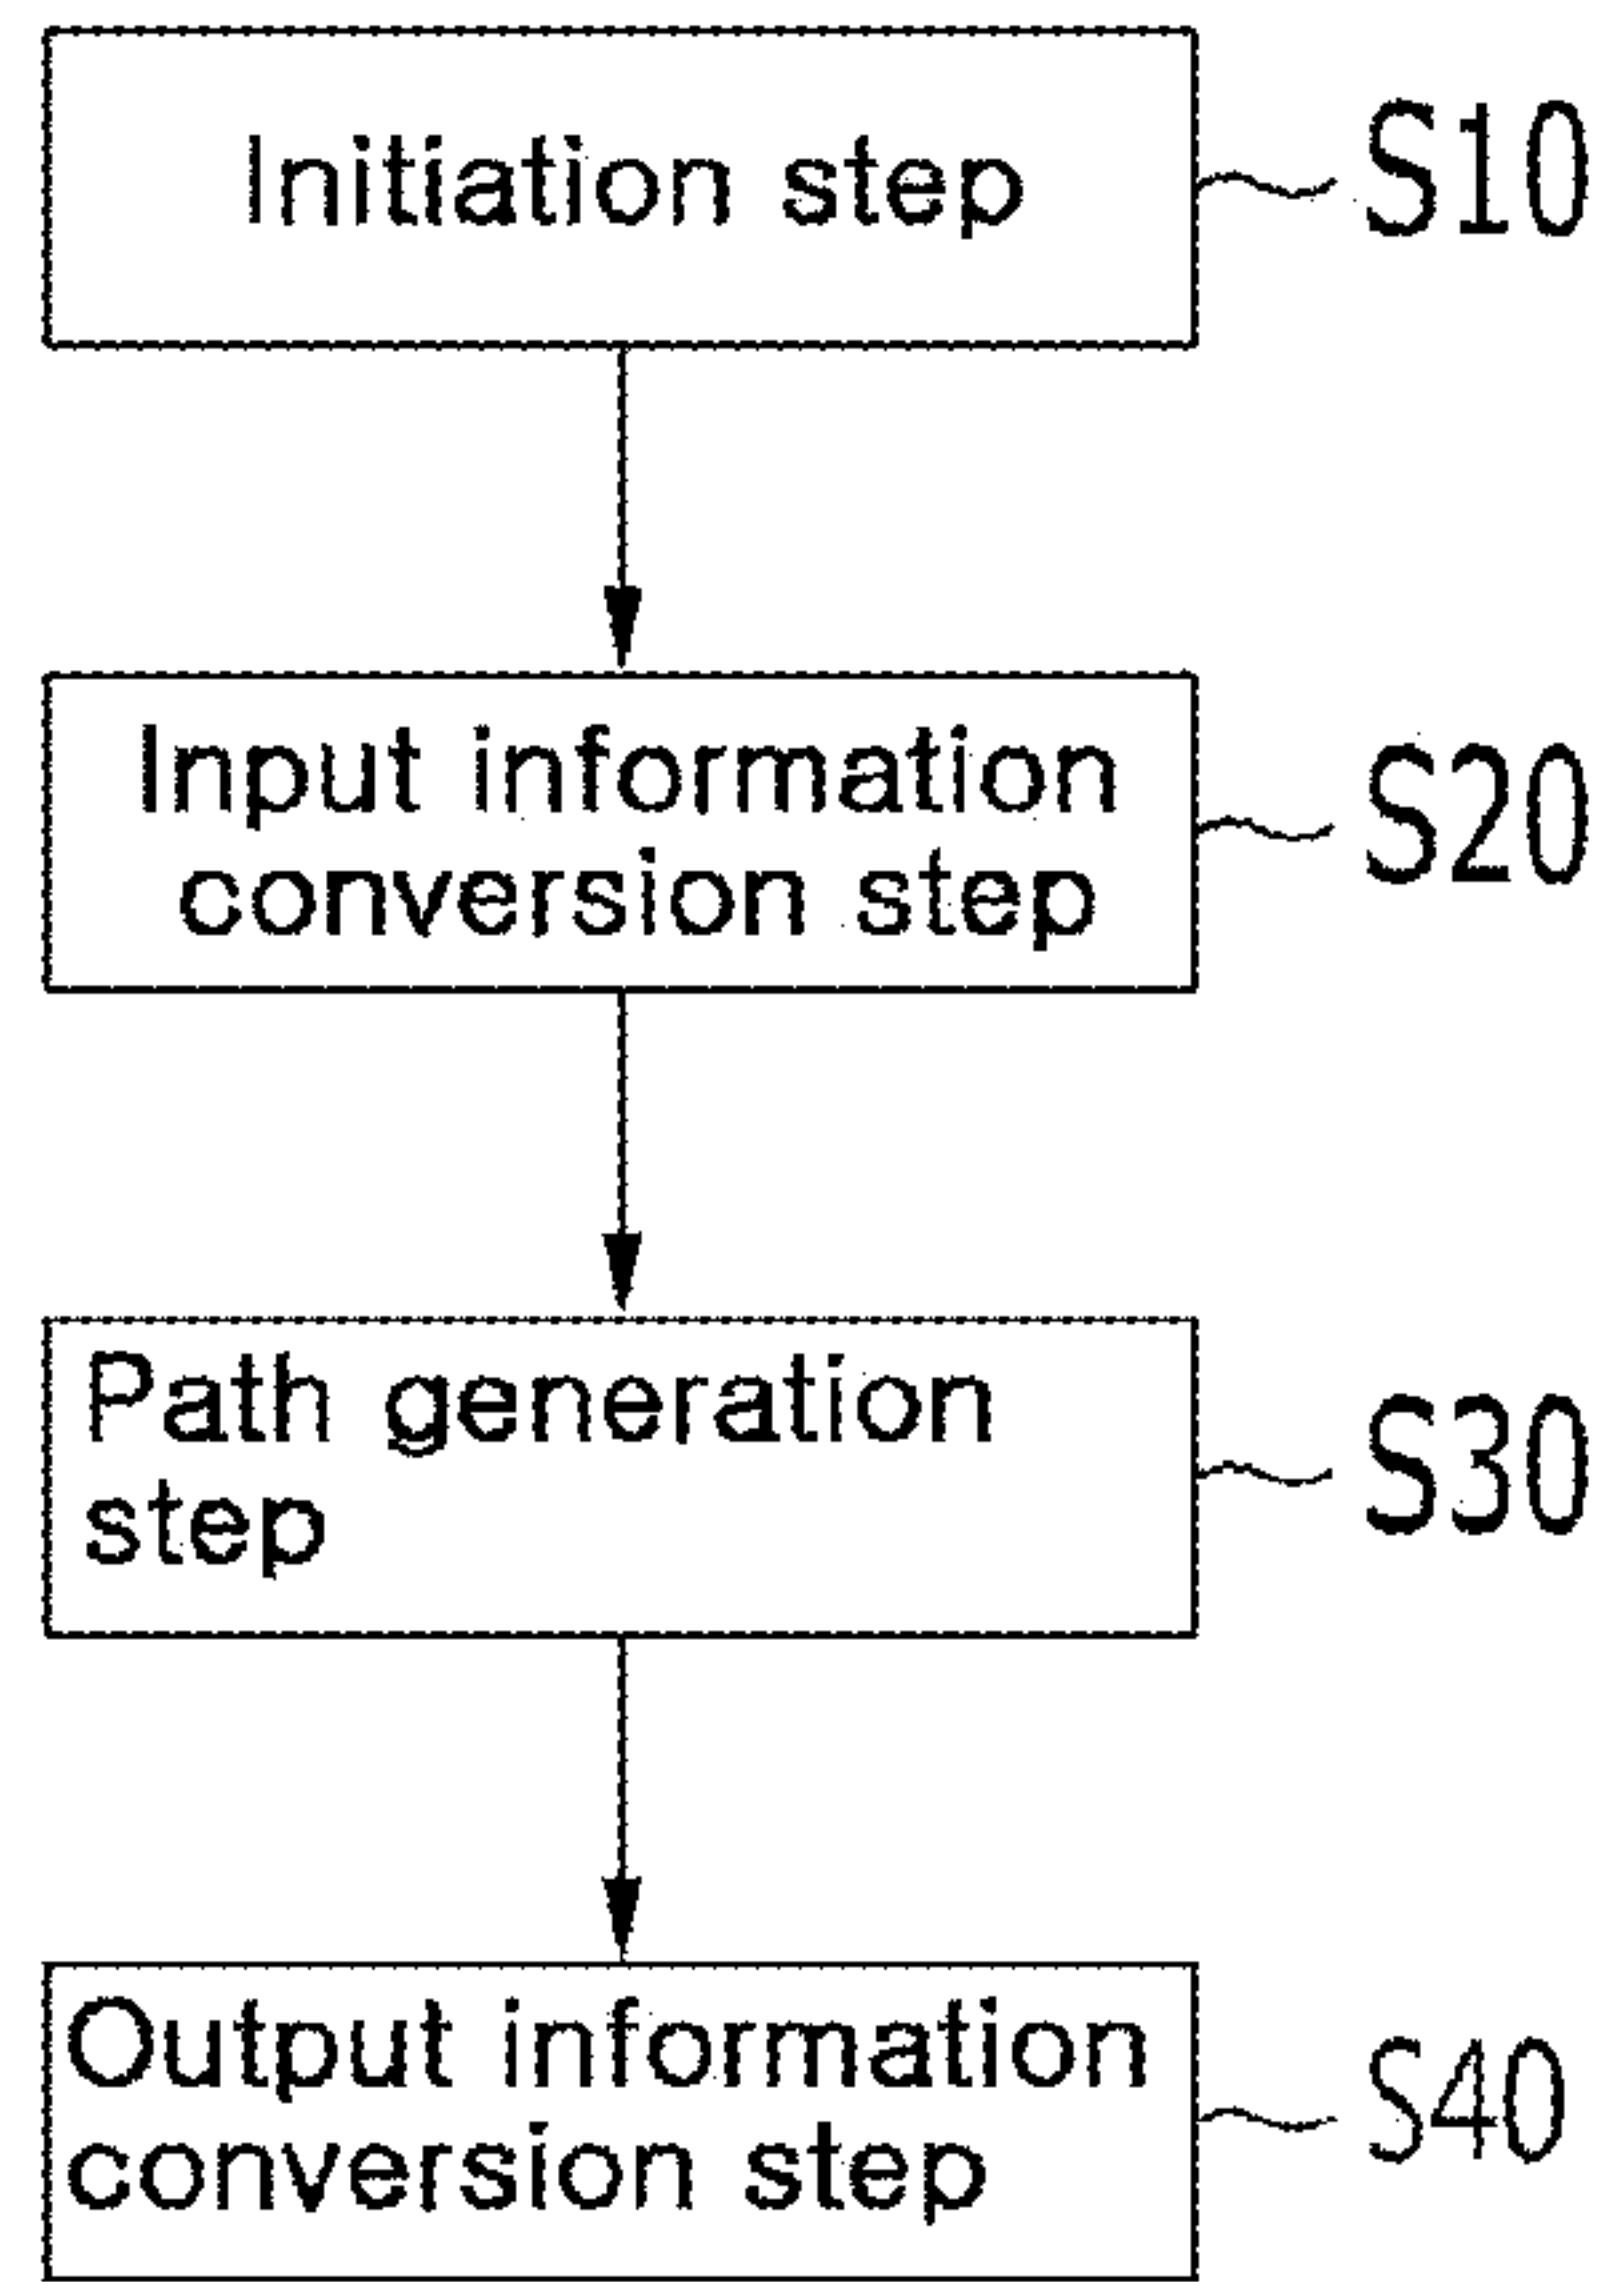 Initiation step
S10
Input information
conversion step
S20
Path generation
step
S30
Output information
conversion step
S40